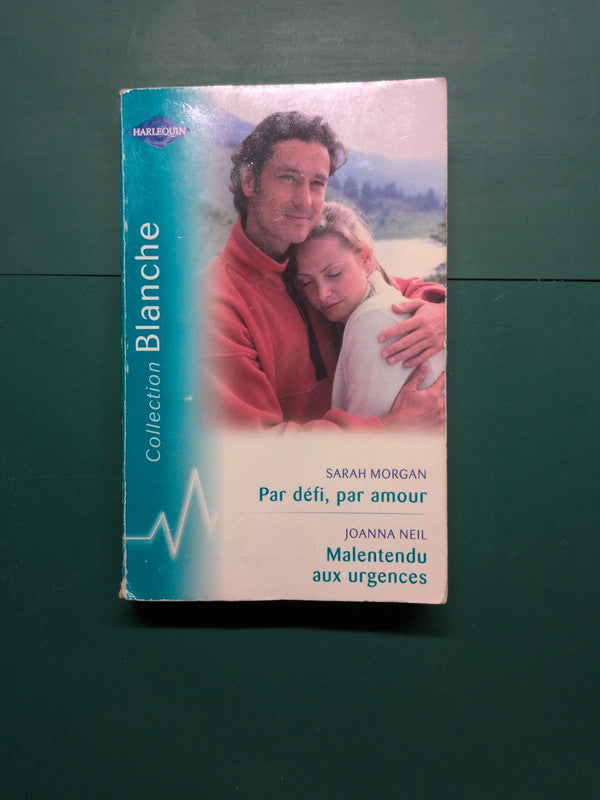 HARLEQUIN
Collection Blanche
SARAH MORGAN
Par défi, par amour
JOANNA NEIL
Malentendu
aux urgences